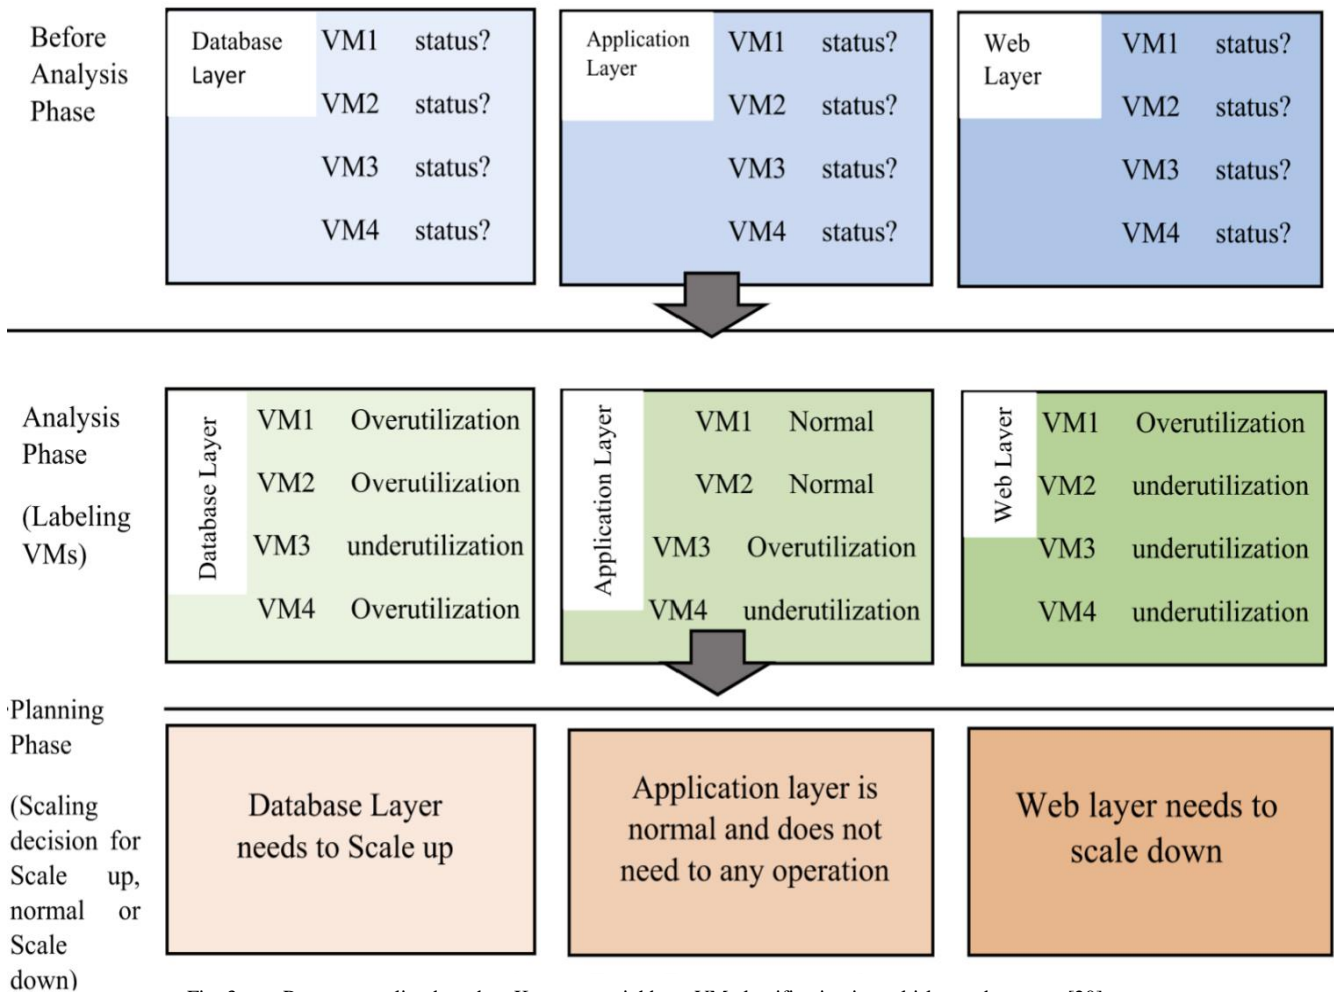 Before
Analysis
Phase
Database
Layer
VM1 status?
VM2 status?
VM3 status?
VM4 status?
Application
Layer
VM1 status?
VM2 status?
VM3 status?
VM4 status?
Web
Layer
VM1 status?
VM2 status?
VM3 status?
VM4 status?
Analysis
Phase
(Labeling
VMs)
Database Layer
VM1 Overutilization
VM2 Overutilization
VM3 underutilization
VM4 Overutilization
Application Layer
VM1 Normal
VM2 Normal
VM3 Overutilization
VM4 underutilization
Web Layer
VM1 Overutilization
VM2 underutilization
VM3 underutilization
VM4 underutilization
Planning
Phase
(Scaling
decision for
Scale up,
normal or
Scale
down)
Database Layer
needs to Scale up
Application layer is
normal and does not
need to any operation
Web layer needs to
scale down